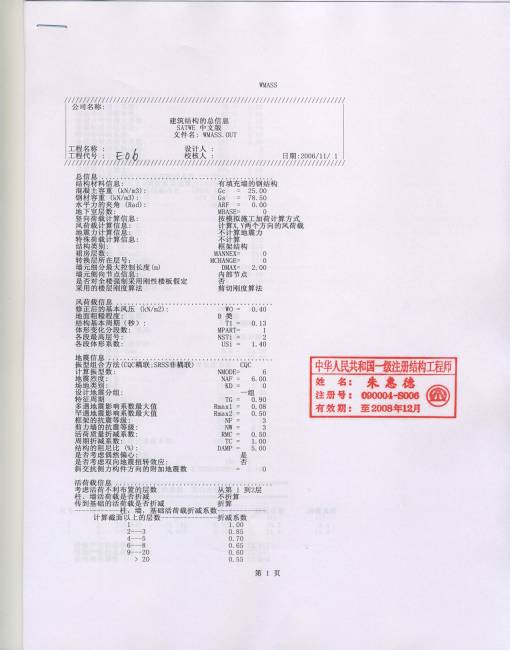 WMASS
///////////////////////////////////////////////////////////////////////////
公司名称:
建筑结构的总信息
SATWE 中文版
文件名: WMASS.OUT
工程名称 : 设计人 :
工程代号 : E06 校核人 : 日期:2006/11/ 1
///////////////////////////////////////////////////////////////////////////
总信息 ..............................................
结构材料信息: 有填充墙的钢结构
混凝土容重 (kN/m3): Gc = 25.00
钢材容重 (kN/m3): Gs = 78.50
水平力的夹角 (Rad): ARF = 0.00
地下室层数: MBASE= 0
竖向荷载计算信息: 按模拟施工加荷计算方式
风荷载计算信息: 计算X,Y两个方向的风荷载
地震力计算信息: 不计算地震力
特殊荷载计算信息: 不计算
结构类别: 框架结构
裙房层数: MANNEX= 0
转换层所在层号: MCHANGE= 0
墙元细分最大控制长度(m) DMAX= 2.00
墙元侧向节点信息: 内部节点
是否对全楼强制采用刚性楼板假定 否
采用的楼层刚度算法 剪切刚度算法
风荷载信息 ..........................................
修正后的基本风压 (kN/m2): WO = 0.40
地面粗糙程度: B 类
结构基本周期（秒）: T1 = 0.13
体形变化分段数: MPART= 1
各段最高层号: NSTi = 2
各段体形系数: USi = 1.40
地震信息 ............................................
振型组合方法(CQC耦联;SRSS非耦联) CQC
计算振型数: NMODE= 6
地震烈度: NAF = 6.00
场地类别: KD = 0
设计地震分组: 一组
特征周期 TG = 0.90
多遇地震影响系数最大值 Rmax1 = 0.08
罕遇地震影响系数最大值 Rmax2 = 0.50
框架的抗震等级: NF = 3
剪力墙的抗震等级: NW = 3
活荷质量折减系数: RMC = 0.50
周期折减系数: TC = 1.00
结构的阻尼比 (%): DAMP = 5.00
是否考虑偶然偏心: 是
是否考虑双向地震扭转效应: 否
斜交抗侧力构件方向的附加地震数 = 0
活荷载信息 ..........................................
考虑活荷不利布置的层数 从第 1 到2层
柱、墙活荷载是否折减 不折算
传到基础的活荷载是否折减 折算
------------柱，墙，基础活荷载折减系数-------------
计算截面以上的层数---------------折减系数
1 1.00
2---3 0.85
4---5 0.70
6---8 0.65
9---20 0.60
> 20 0.55
第 1 页
中华人民共和国一级注册结构工程师
姓 名: 朱惠德
注册号: 090004-S006
有效期: 至2008年12月